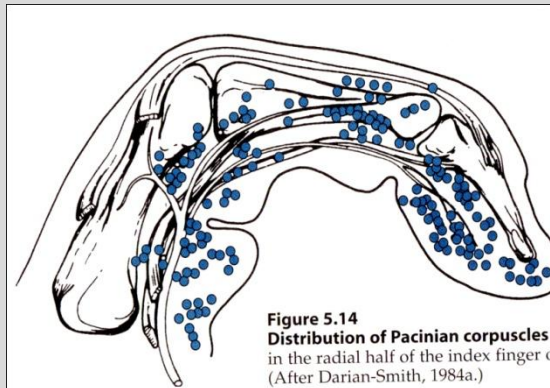 Figure 5.14
Distribution of Pacinian corpuscles
in the radial half of the index finger
(After Darian-Smith, 1984a.)